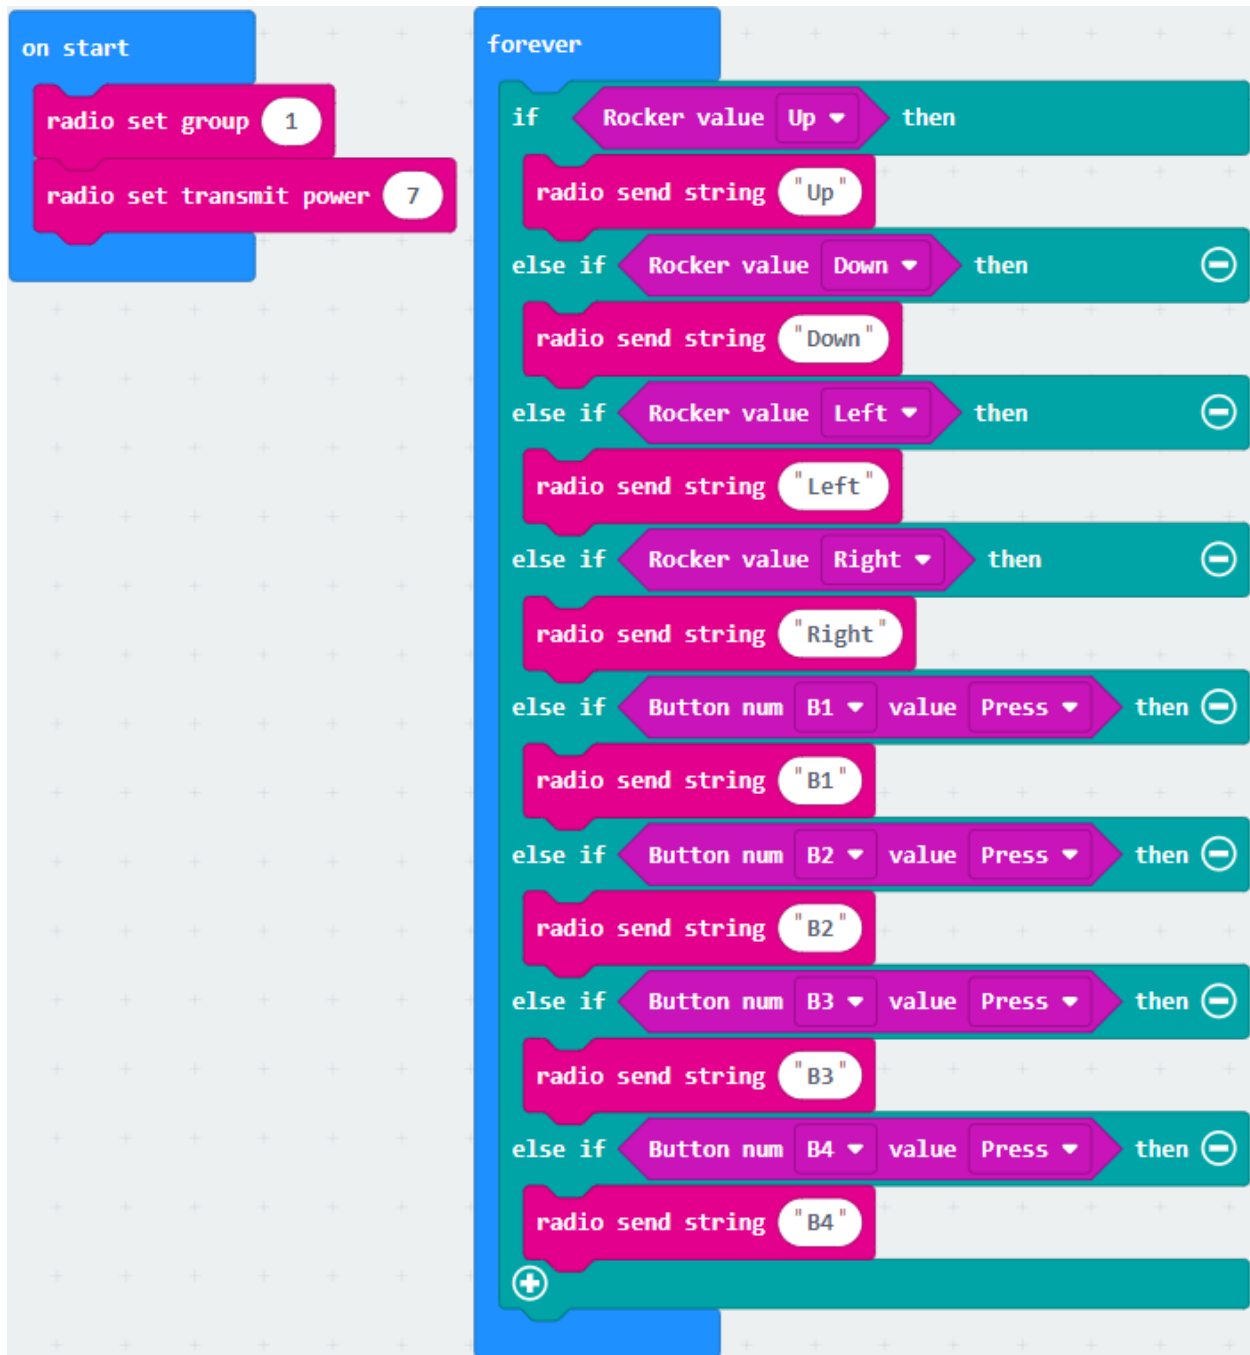 on start
radio set group 1
radio set transmit power 7
forever
if Rocker value Up then
radio send string "Up"
else if Rocker value Down then
radio send string "Down"
else if Rocker value Left then
radio send string "Left"
else if Rocker value Right then
radio send string "Right"
else if Button num B1 value Press then
radio send string "B1"
else if Button num B2 value Press then
radio send string "B2"
else if Button num B3 value Press then
radio send string "B3"
else if Button num B4 value Press then
radio send string "B4"